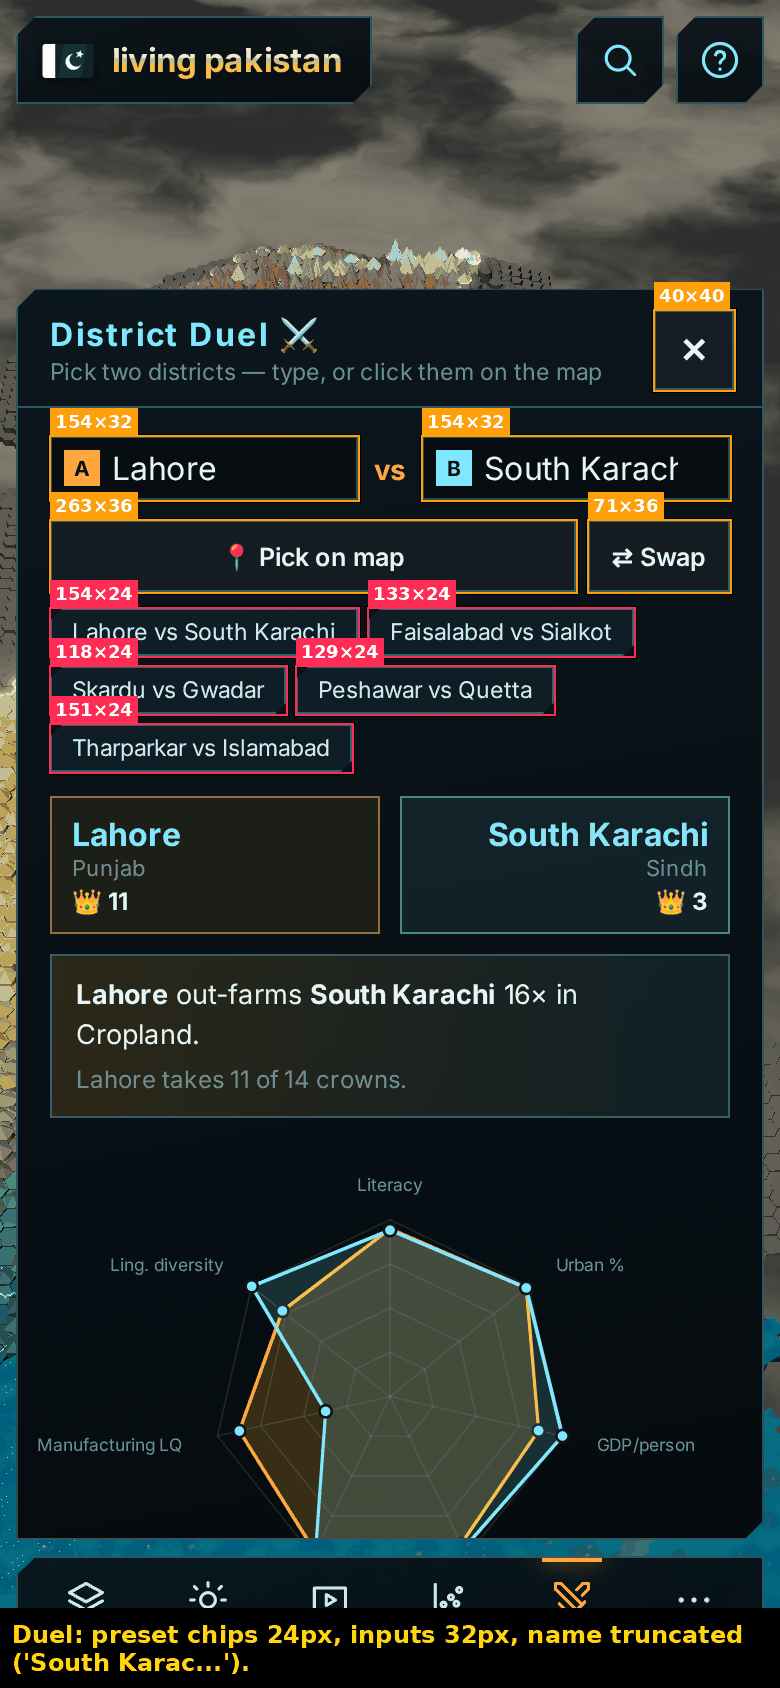 living pakistan
40×40
District Duel ⚔️
Pick two districts — type, or click them on the map
✕
154×32
154×32
A Lahore
vs
B South Karach
263×36
71×36
📍 Pick on map
⇄ Swap
154×24
133×24
Lahore vs South Karachi
Faisalabad vs Sialkot
118×24
129×24
Skardu vs Gwadar
Peshawar vs Quetta
151×24
Tharparkar vs Islamabad
Lahore
South Karachi
Punjab
Sindh
👑 11
👑 3
Lahore out-farms South Karachi 16× in
Cropland.
Lahore takes 11 of 14 crowns.
Literacy
Ling. diversity
Urban %
Manufacturing LQ
GDP/person
Duel: preset chips 24px, inputs 32px, name truncated
('South Karac...').